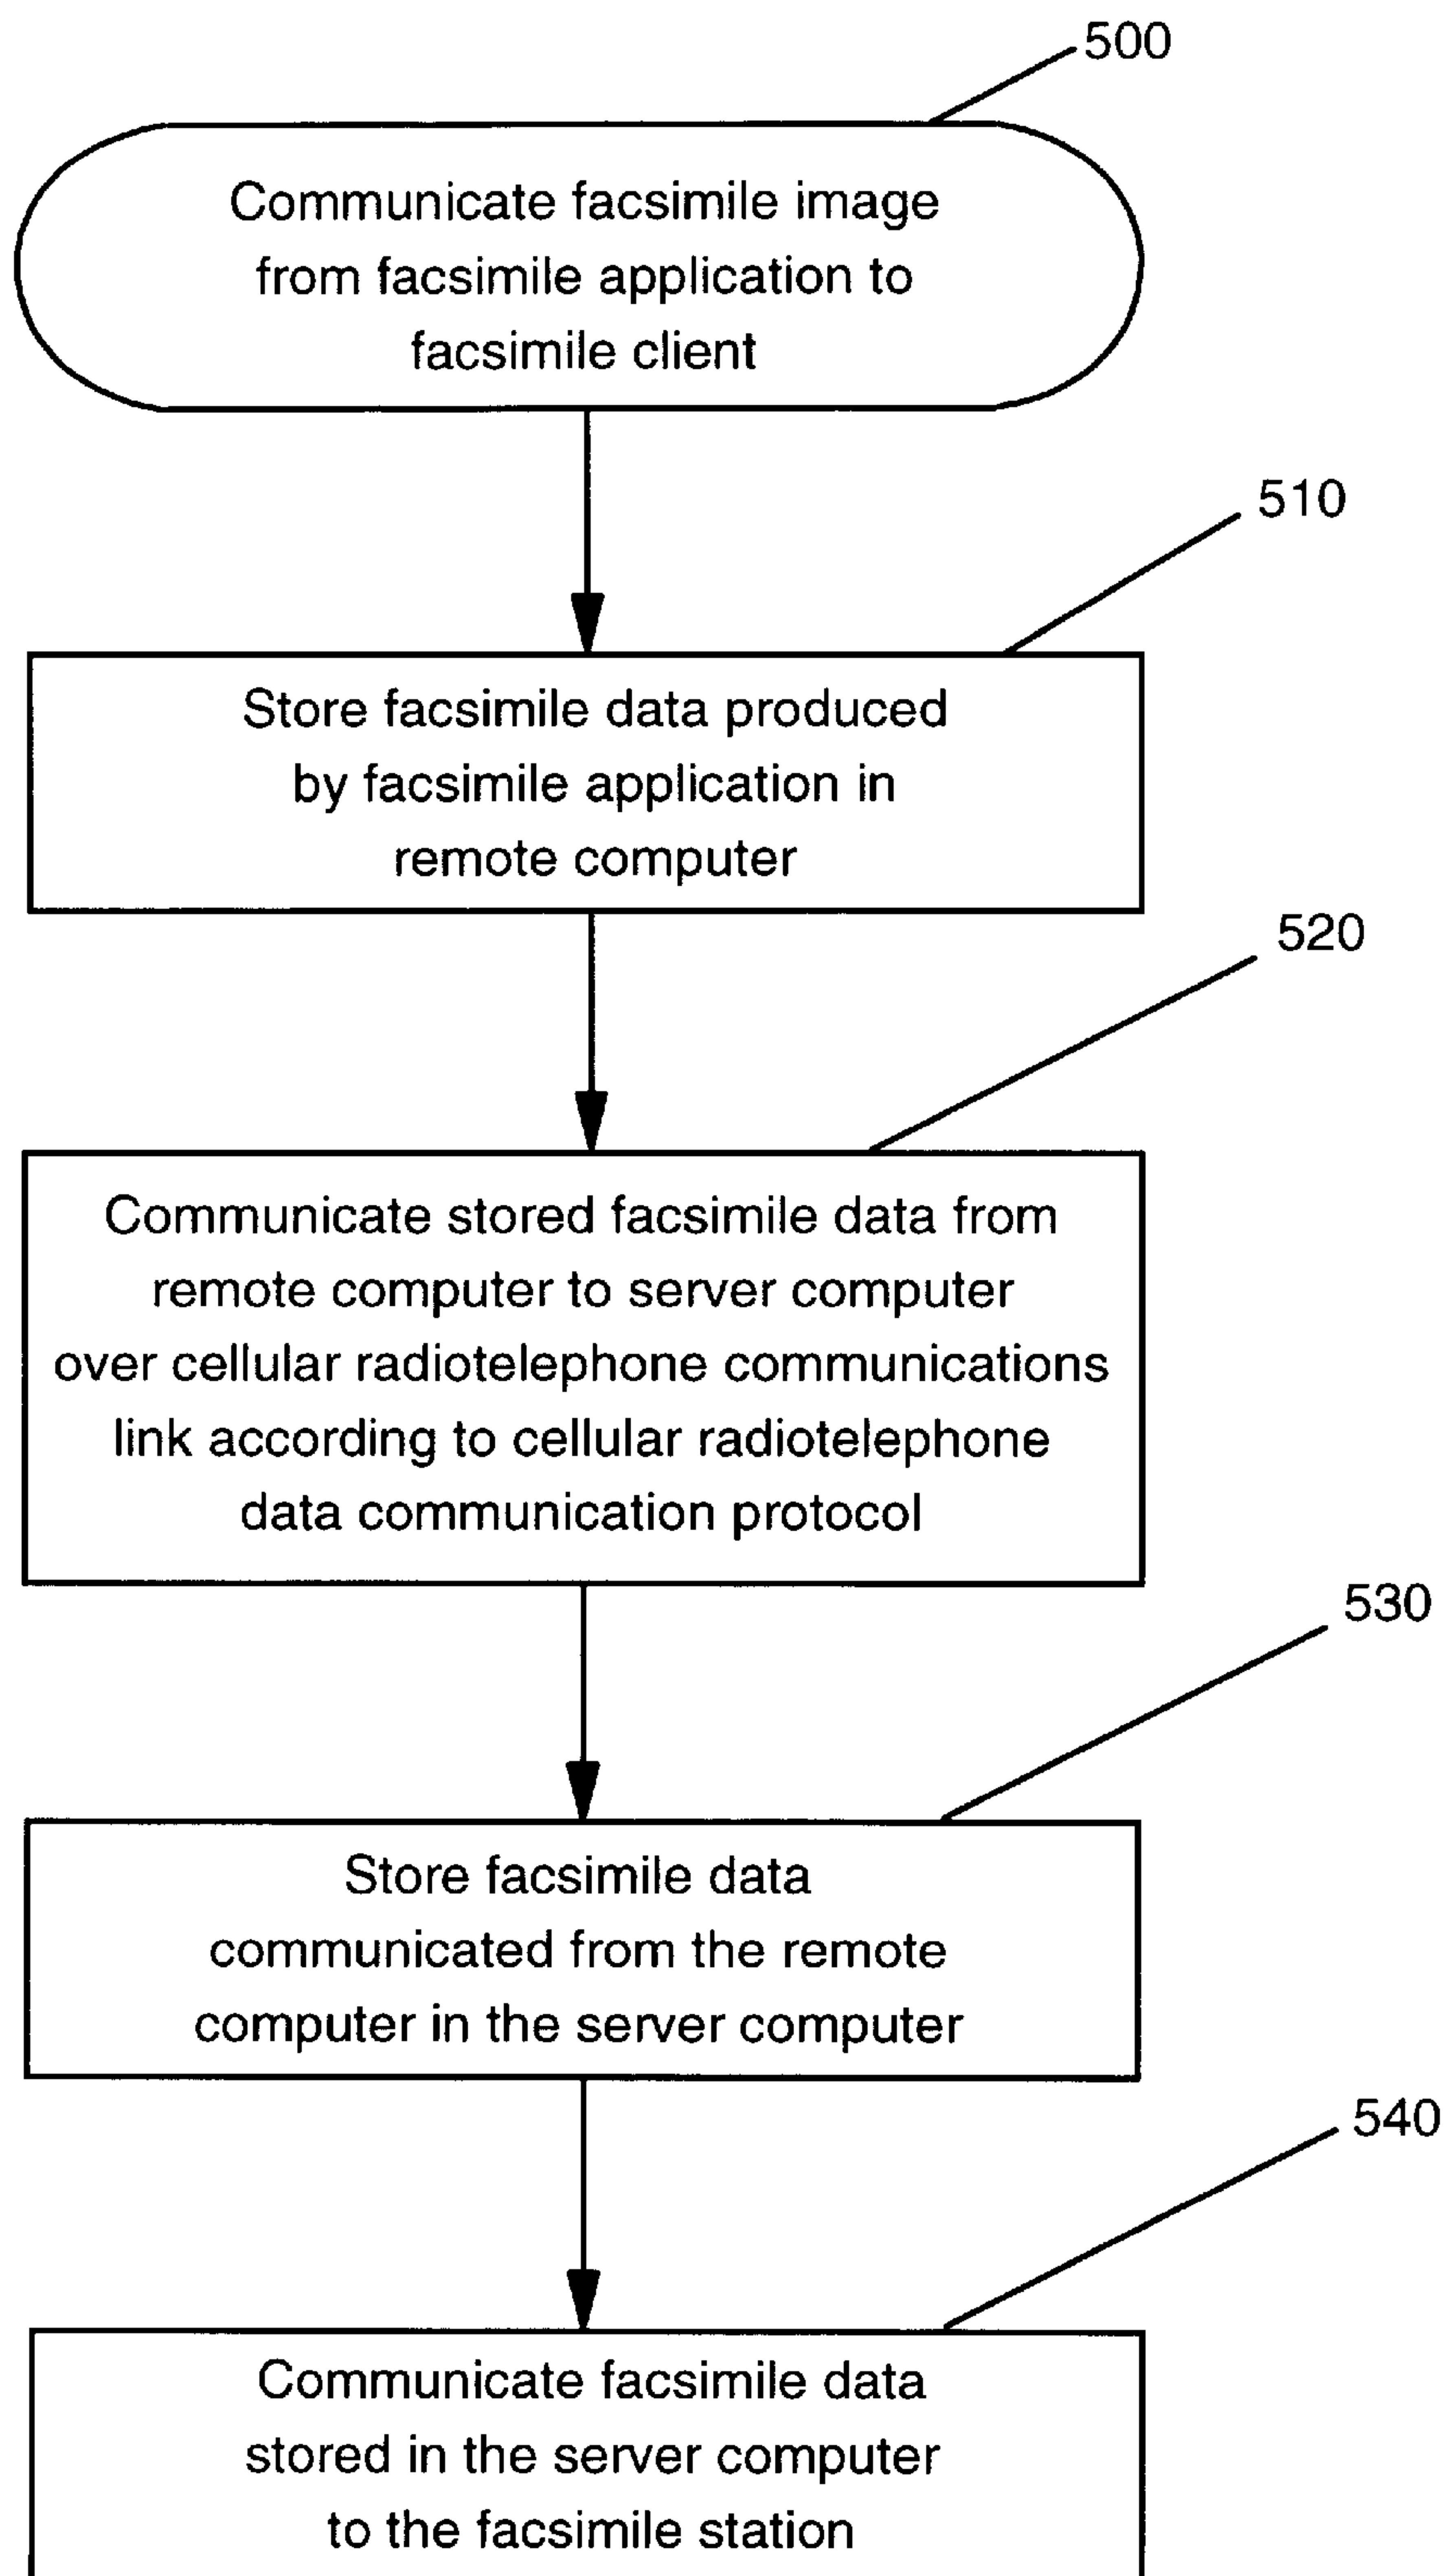 500
Communicate facsimile image
from facsimile application to
facsimile client
510
Store facsimile data produced
by facsimile application in
remote computer
520
Communicate stored facsimile data from
remote computer to server computer
over cellular radiotelephone communications
link according to cellular radiotelephone
data communication protocol
530
Store facsimile data
communicated from the remote
computer in the server computer
540
Communicate facsimile data
stored in the server computer
to the facsimile station